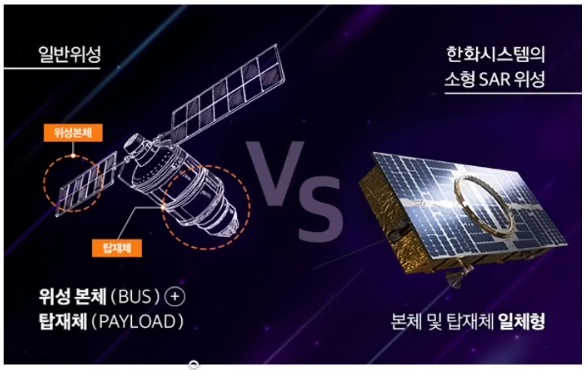 일반위성
한화시스템의
소형 SAR 위성
위성본체
VS
탑재체
위성 본체 (BUS) +
탑재체 (PAYLOAD)
본체 및 탑재체 일체형